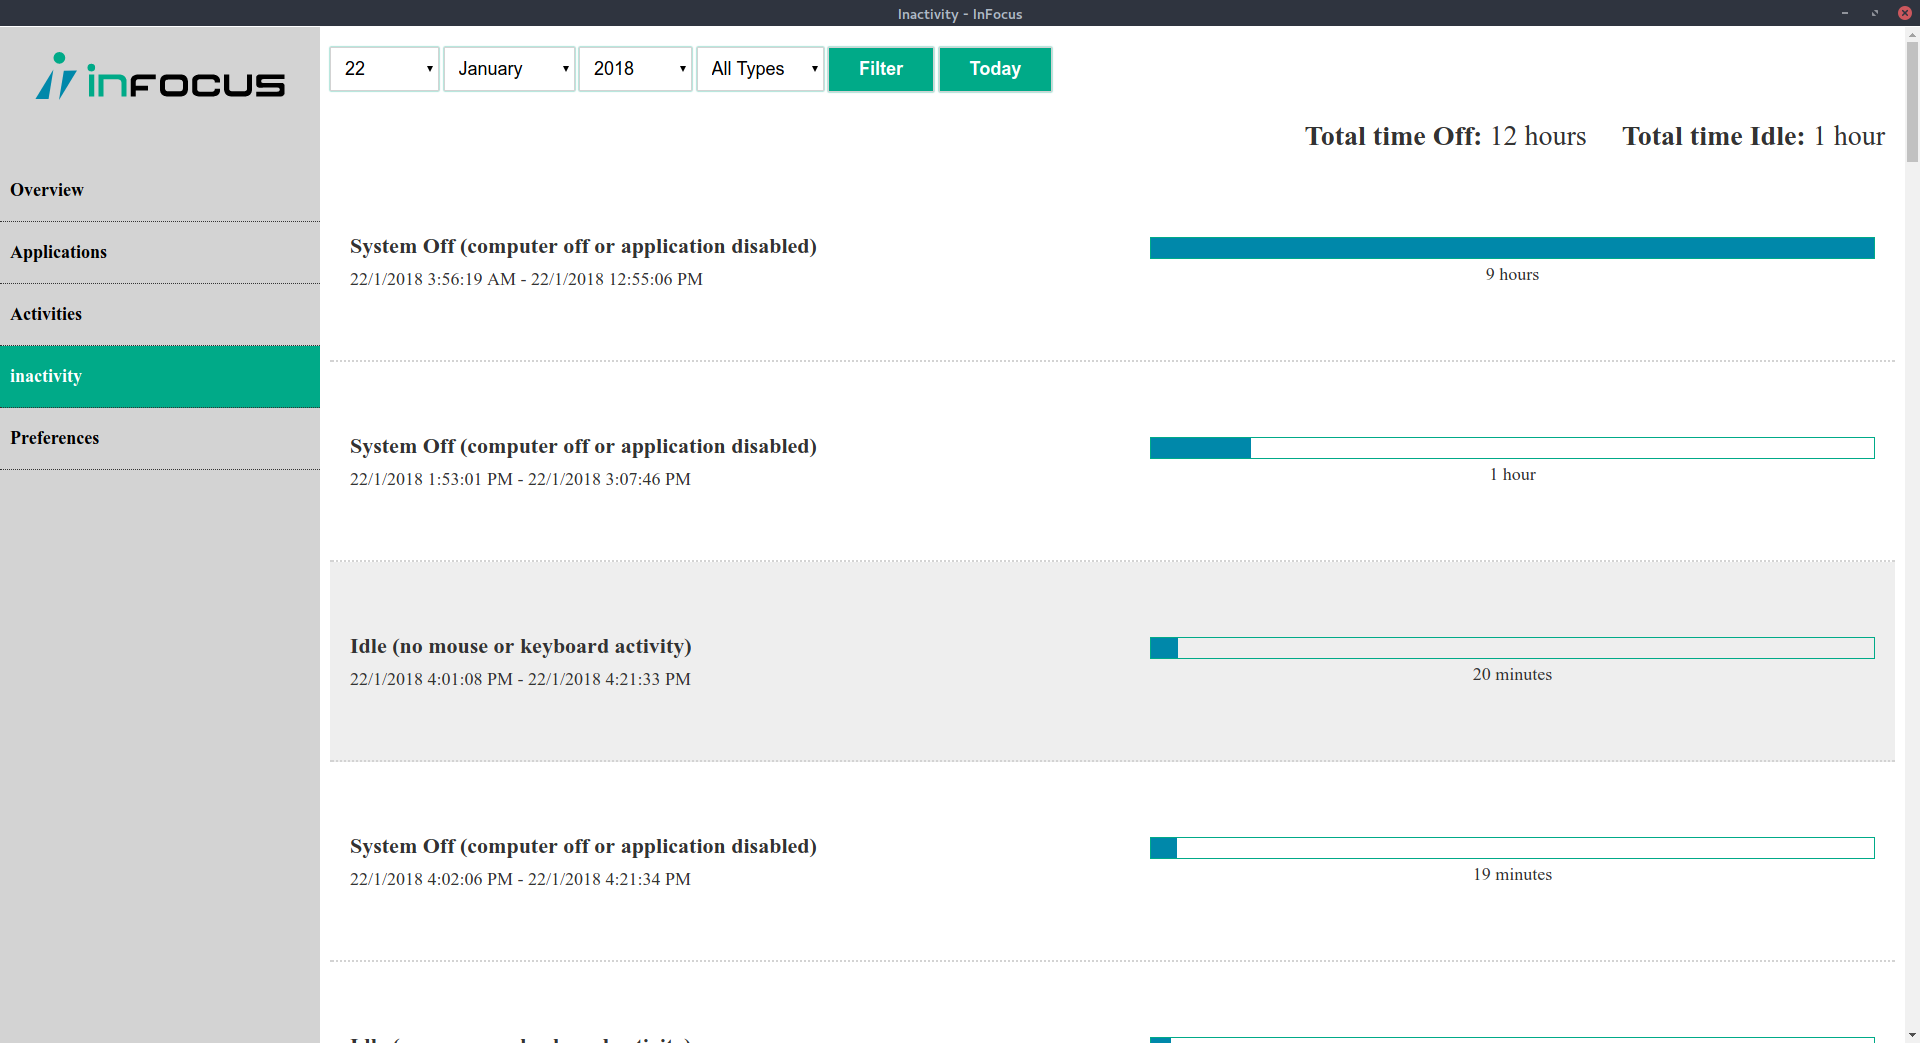 Inactivity - InFocus
inFOCUS
22 January 2018 All Types Filter Today
Total time Off: 12 hours Total time Idle: 1 hour
Overview
Applications
Activities
inactivity
Preferences
System Off (computer off or application disabled)
22/1/2018 3:56:19 AM - 22/1/2018 12:55:06 PM
9 hours
System Off (computer off or application disabled)
22/1/2018 1:53:01 PM - 22/1/2018 3:07:46 PM
1 hour
Idle (no mouse or keyboard activity)
22/1/2018 4:01:08 PM - 22/1/2018 4:21:33 PM
20 minutes
System Off (computer off or application disabled)
22/1/2018 4:02:06 PM - 22/1/2018 4:21:34 PM
19 minutes